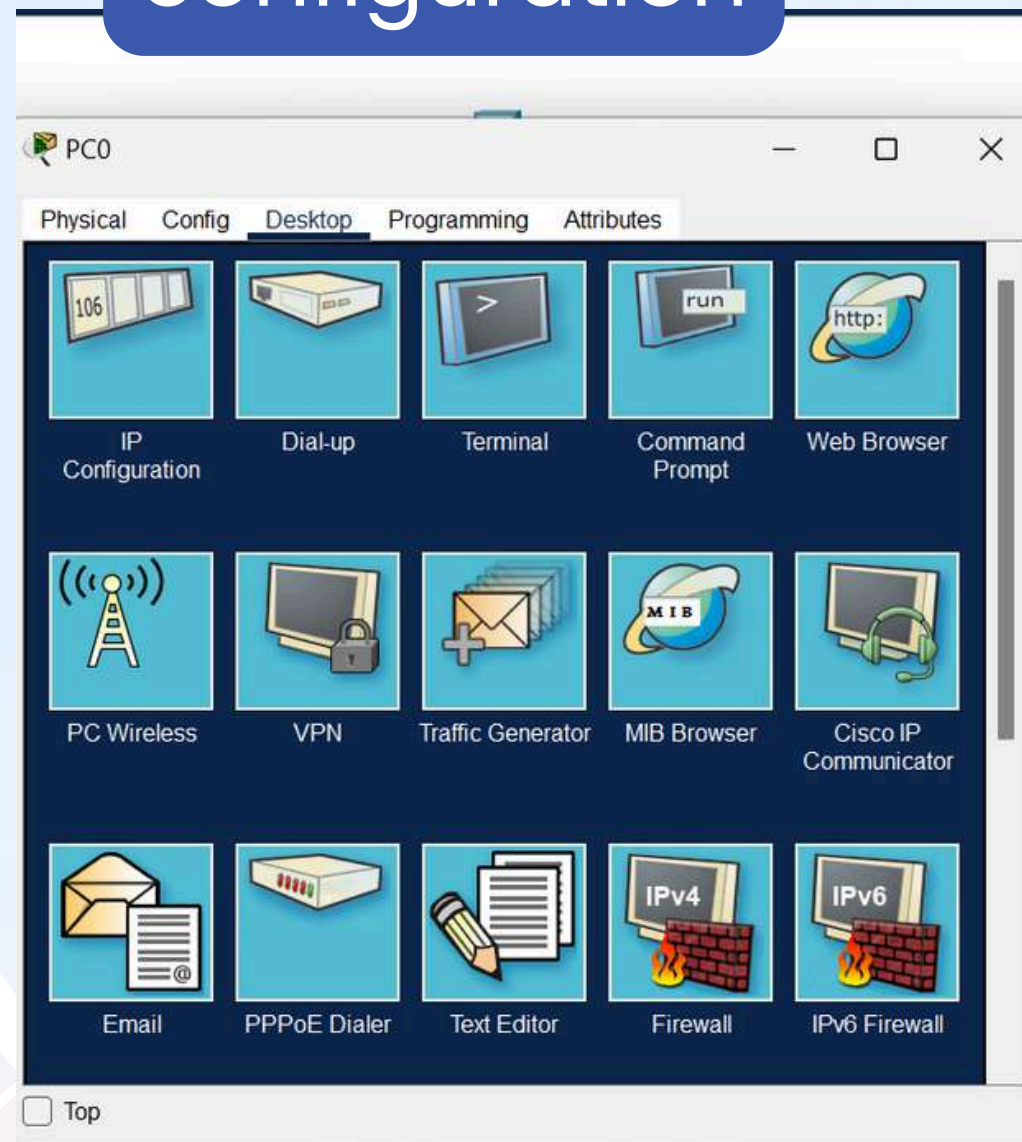 configuration
PC0
Physical Config Desktop Programming Attributes
106
>
run
http:
IP
Configuration
Dial-up
Terminal
Command
Prompt
Web Browser
MIB
PC Wireless
VPN
Traffic Generator
MIB Browser
Cisco IP
Communicator
@
IPv4
IPv6
Email
PPPoE Dialer
Text Editor
Firewall
IPv6 Firewall
Top